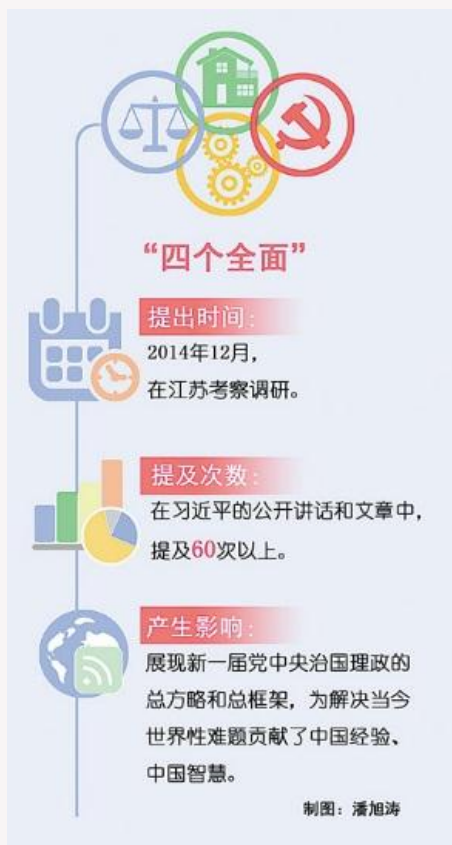 “四个全面”
提出时间：
2014年12月，
在江苏考察调研。
提及次数：
在习近平的公开讲话和文章中，
提及60次以上。
产生影响：
展现新一届党中央治国理政的
总方略和总框架，为解决当今
世界性难题贡献了中国经验、
中国智慧。
制图：潘旭涛